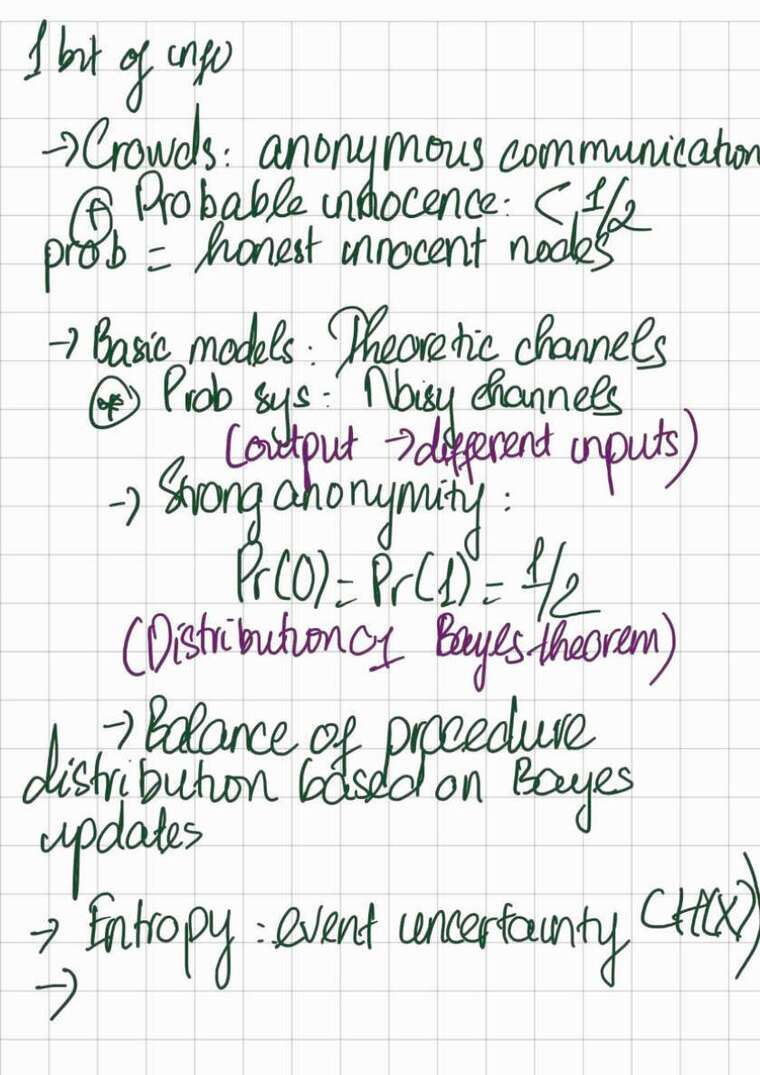 1 bit of info
→ Crowds: anonymous communication
Probable innocence: < 1/2
prob = honest innocent nodes
→ Basic models: Theoretic channels
* Prob sys: Noisy channels
(output → different inputs)
→ Strong anonymity:
Pr(0) = Pr(1) = 1/2
(Distribution Bayes theorem)
→ Balance of procedure
distribution based on Bayes
updates
→ Entropy: event uncertainty (H(X))
→